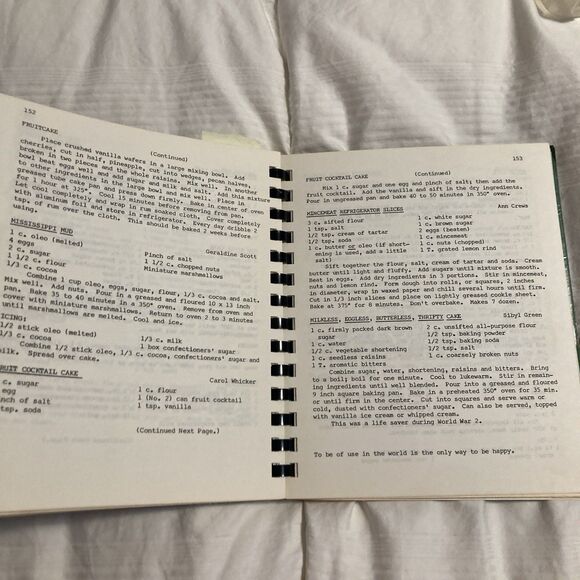 152
FRUITCAKE (Continued)
Place crushed vanilla wafers in a large mixing bowl. Add
cherries, cut in half, pineapple, cut into wedges, pecan halves,
broken in two pieces and the whole raisins. Mix well. In another
bowl beat eggs well and add sugar and salt. Add this mixture
to other ingredients in the large bowl and mix well. Place in
greased tube cake pan and press down firmly. Bake in center of oven
for 1 hour at 325°. Cool 15 minutes before removing from pan.
Let cool completely and wrap in rum soaked cloth. Cover completely
with aluminum foil and store in refrigerator. Every day dribble 2
tsp. of rum over the cloth. This should be baked 2 weeks before
using.
MISSISSIPPI MUD
Geraldine Scott
1 c. oleo (melted)
4 eggs
2 c. sugar
1 1/2 c. flour
1/3 c. cocoa
Pinch of salt
1 1/2 c. chopped nuts
Miniature marshmallows
Combine 1 cup oleo, eggs, sugar, flour, 1/3 c. cocoa and salt.
Mix well. Add nuts. Pour in a greased and floured 10 x 13 inch
pan. Bake 35 to 40 minutes in a 350° oven. Remove from oven and
cover with miniature marshmallows. Return to oven 2 to 3 minutes
until marshmallows are melted. Cool and ice.
ICING:
1/2 stick oleo (melted)
1/3 c. cocoa
1/3 c. milk
1 box confectioners' sugar
Combine 1/2 stick oleo, 1/3 c. cocoa, confectioners' sugar and
milk. Spread over cake.
FRUIT COCKTAIL CAKE
Carol Whicker
c. sugar
egg
inch of salt
tsp. soda
1 c. flour
1 (No. 2) can fruit cocktail
1 tsp. vanilla
(Continued Next Page.)
153
FRUIT COCKTAIL CAKE (Continued)
Mix 1 c. sugar and one egg and pinch of salt; then add the
fruit cocktail. Add the vanilla and sift in the dry ingredients.
Pour in ungreased pan and bake 40 to 50 minutes in 350° oven.
Ann Crews
MINCEMEAT REFRIGERATOR SLICES
3 c. sifted flour
1 tsp. salt
1/2 tsp. cream of tartar
1/2 tsp. soda
1 c. butter or oleo (if short-
ening is used, add a little
salt)
1 c. white sugar
1 c. brown sugar
2 eggs (beaten)
1 c. mincemeat
1 c. nuts (chopped)
1 T. grated lemon rind
Sift together the flour, salt, cream of tartar and soda. Cream
butter until light and fluffy. Add sugars until mixture is smooth.
Beat in eggs. Add dry ingredients in 3 portions. Stir in mincemeat,
nuts and lemon rind. Form dough into rolls, or squares, 2 inches
in diameter, wrap in waxed paper and chill several hours until firm.
Cut in 1/3 inch slices and place on lightly greased cookie sheet.
Bake at 375° for 6 minutes. Don't overbake. Makes 7 dozen.
MILKLESS, EGGLESS, BUTTERLESS, THRIFTY CAKE Sibyl Green
1 c. firmly packed dark brown
sugar
1 c. water
1/2 c. vegetable shortening
1 c. seedless raisins
1 T. aromatic bitters
2 c. unsifted all-purpose flour
1/2 tsp. baking powder
1/2 tsp. baking soda
1/2 tsp. salt
1 c. coarsely broken nuts
Combine sugar, water, shortening, raisins and bitters. Bring
to a boil; boil for one minute. Cool to lukewarm. Stir in remain-
ing ingredients until well blended. Pour into a greased and floured
9 inch square baking pan. Bake in a preheated 350° oven for 35 min.
or until firm in the center. Cut into squares and serve warm or
cold, dusted with confectioners' sugar. Can also be served, topped
with vanilla ice cream or whipped cream.
This was a life saver during World War 2.
To be of use in the world is the only way to be happy.